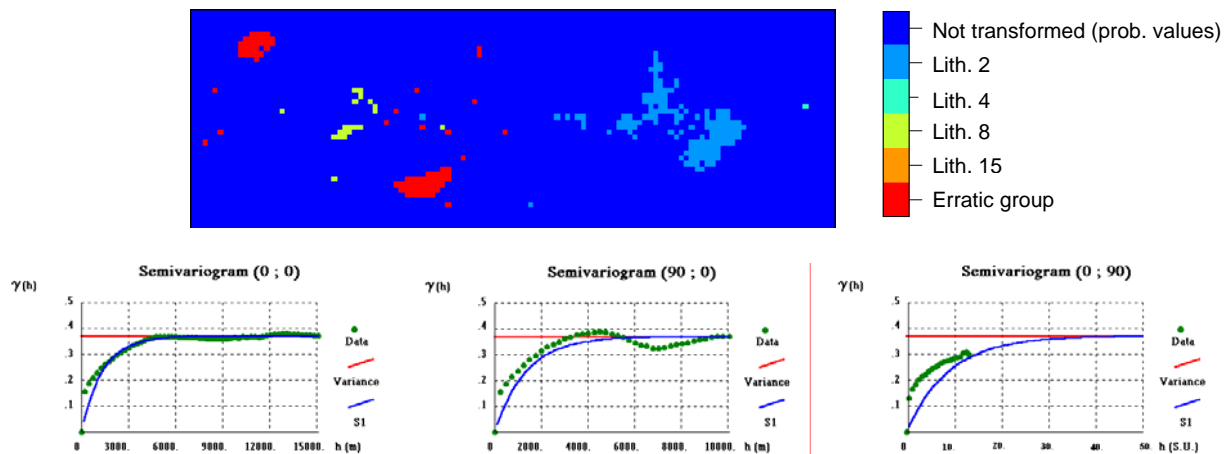 Not transformed (prob. values)
Lith. 2
Lith. 4
Lith. 8
Lith. 15
Erratic group
Semivariogram (0 ; 0)
γ(h)
.5
.4
.3
.2
.1
0 3000. 6000. 9000. 12000. 15000. h (m)
Data
Variance
S1
Semivariogram (90 ; 0)
γ(h)
.5
.4
.3
.2
.1
0 2000. 4000. 6000. 8000. 10000. h (m)
Data
Variance
S1
Semivariogram (0 ; 90)
γ(h)
.5
.4
.3
.2
.1
0 10. 20. 30. 40. 50. h (S.U.)
Data
Variance
S1